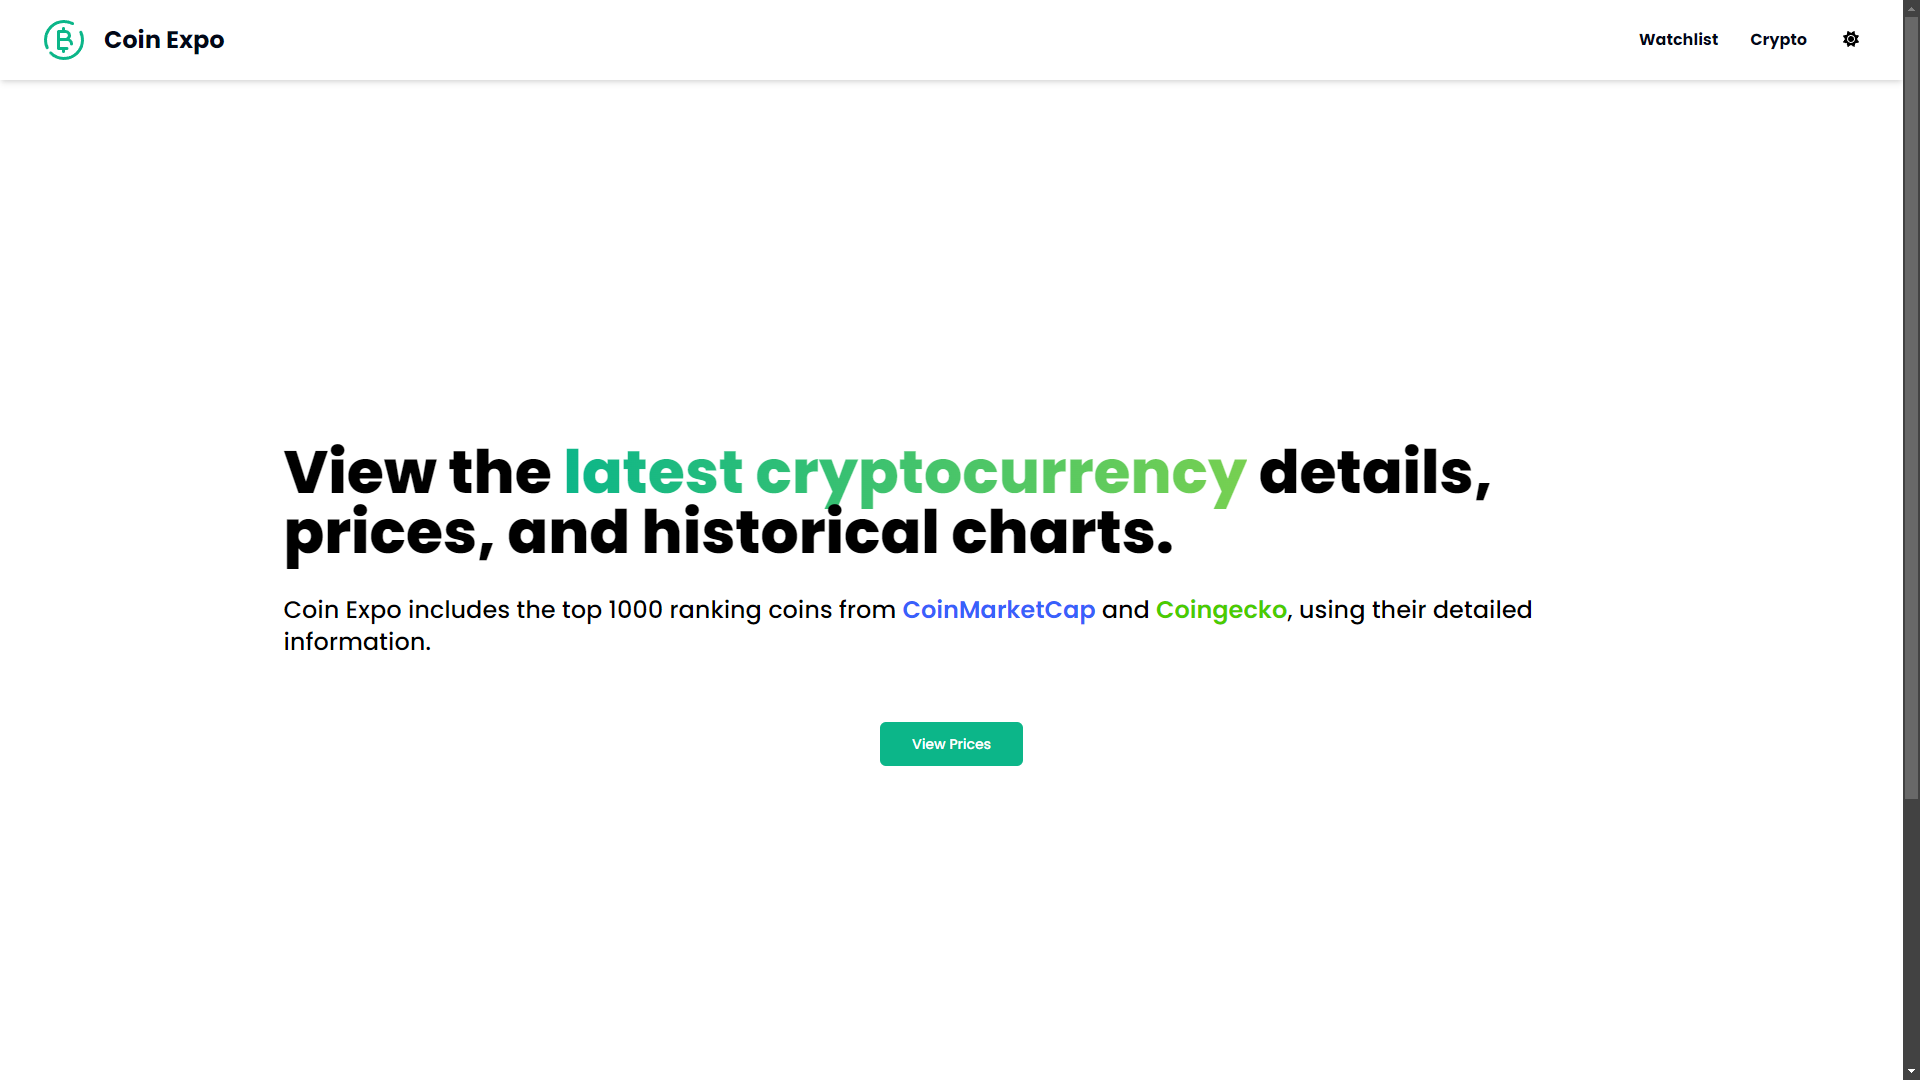 Coin Expo
Watchlist
Crypto
View the latest cryptocurrency details,
prices, and historical charts.
Coin Expo includes the top 1000 ranking coins from CoinMarketCap and Coingecko, using their detailed
information.
View Prices